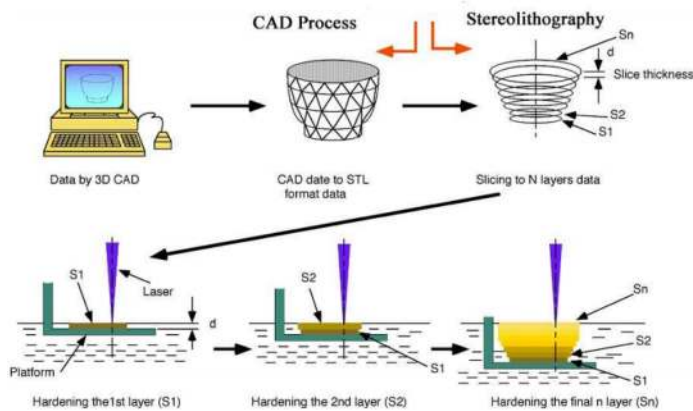 CAD Process
Stereolithography
Sn
d
Slice thickness
S2
S1
Data by 3D CAD
CAD date to STL
format data
Slicing to N layers data
S1
Laser
d
Platform
Hardening the1st layer (S1)
S2
S1
Hardening the 2nd layer (S2)
Sn
S2
S1
Hardening the final n layer (Sn)